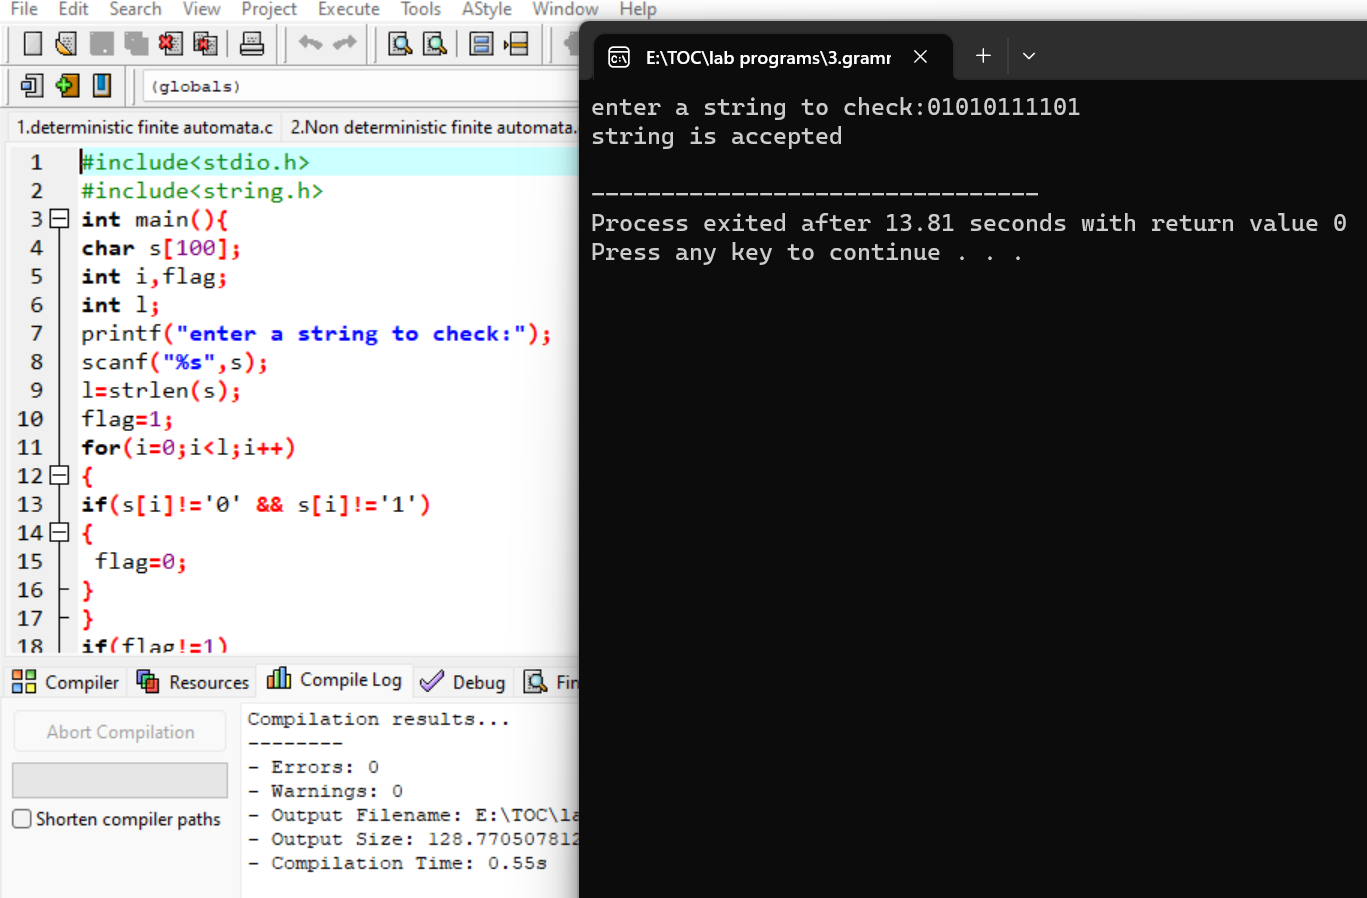 File Edit Search View Project Execute Tools AStyle Window Help
(globals)
1.deterministic finite automata.c 2.Non deterministic finite automata.
1 #include<stdio.h>
2 #include<string.h>
3 int main(){
4 char s[100];
5 int i,flag;
6 int l;
7 printf("enter a string to check:");
8 scanf("%s",s);
9 l=strlen(s);
10 flag=1;
11 for(i=0;i<l;i++)
12 {
13 if(s[i]!='0' && s[i]!='1')
14 {
15 flag=0;
16 }
17 }
18 if(flag!=1)
Compiler Resources Compile Log Debug Fin
Abort Compilation
Shorten compiler paths
Compilation results...
--------
- Errors: 0
- Warnings: 0
- Output Filename: E:\TOC\la
- Output Size: 128.770507812
- Compilation Time: 0.55s
E:\TOC\lab programs\3.gramr
enter a string to check:01010111101
string is accepted
--------------------------------
Process exited after 13.81 seconds with return value 0
Press any key to continue . . .